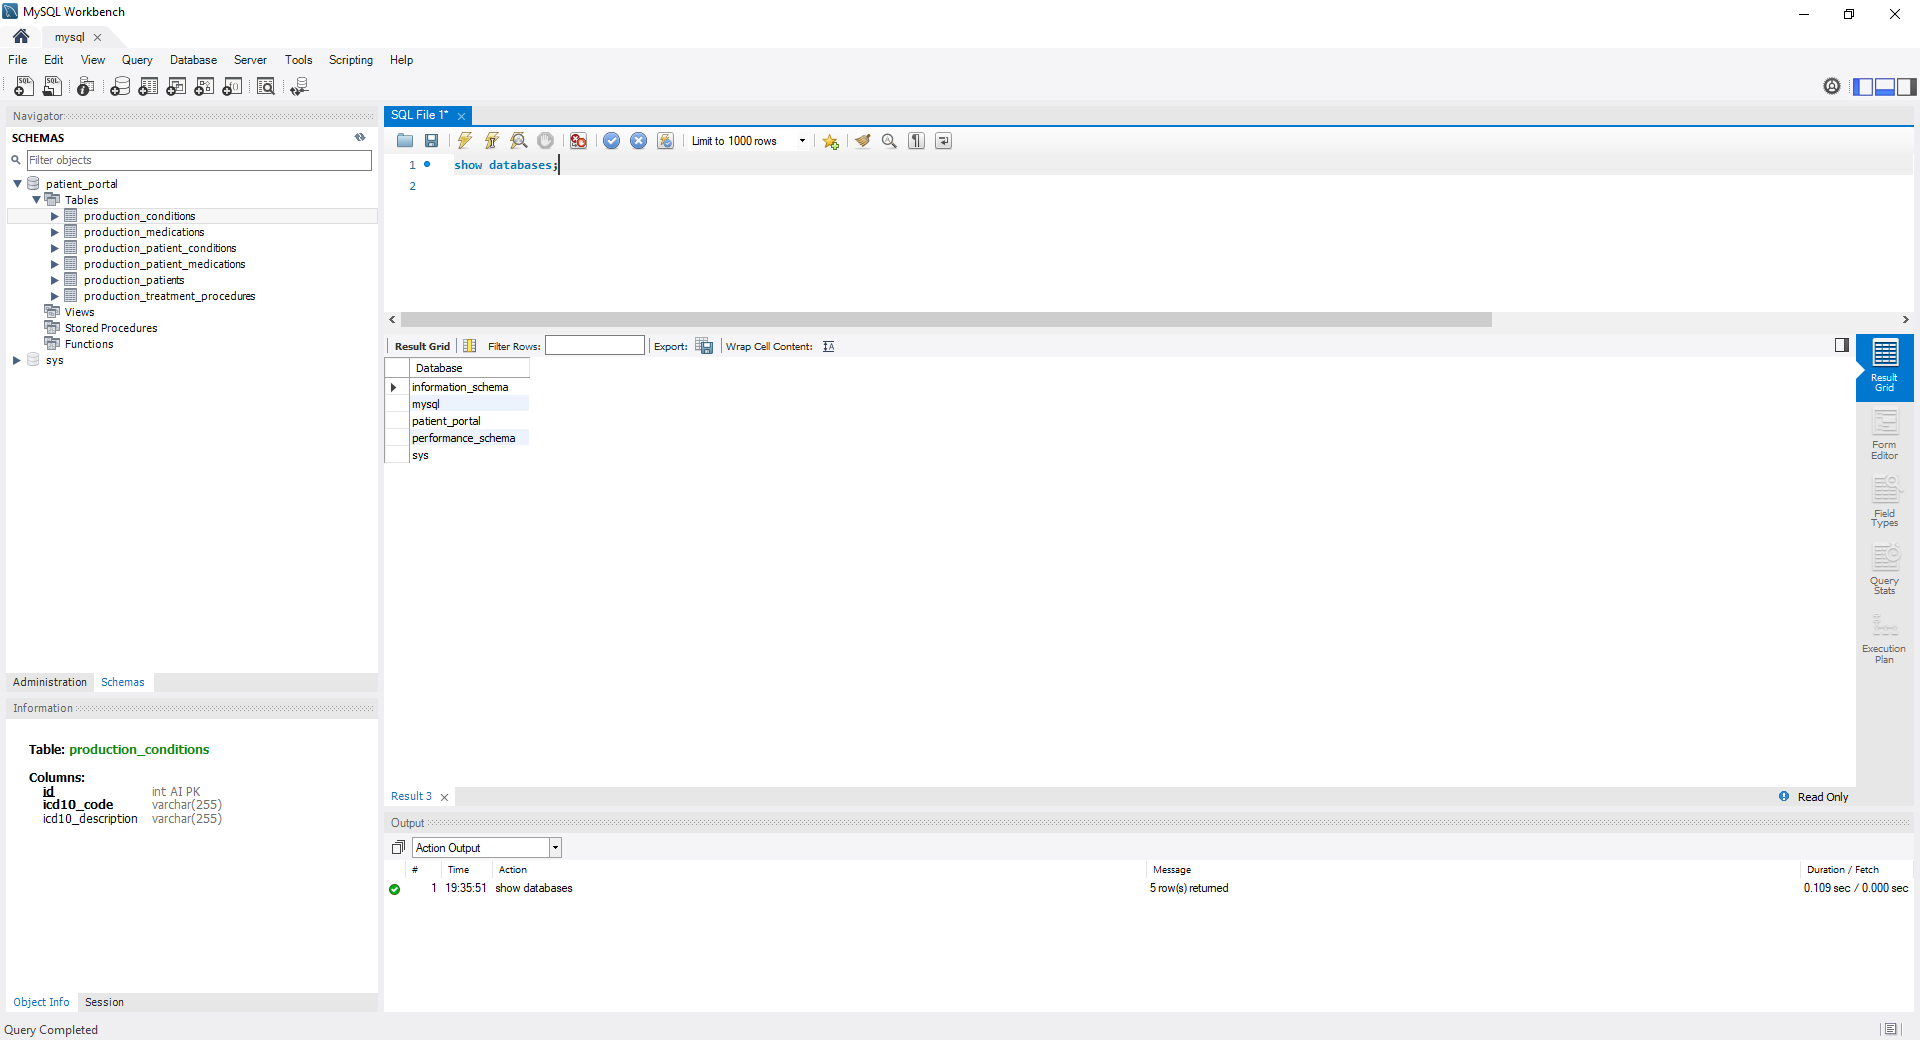 MySQL Workbench
mysql
File Edit View Query Database Server Tools Scripting Help
Navigator
SCHEMAS
Filter objects
patient_portal
Tables
production_conditions
production_medications
production_patient_conditions
production_patient_medications
production_patients
production_treatment_procedures
Views
Stored Procedures
Functions
sys
Administration Schemas
Information
Table: production_conditions
Columns:
id int AI PK
icd10_code varchar(255)
icd10_description varchar(255)
Object Info Session
SQL File 1*
Limit to 1000 rows
1 show databases;
2
Result Grid Filter Rows: Export: Wrap Cell Content:
Database
information_schema
mysql
patient_portal
performance_schema
sys
Result
Grid
Form
Editor
Field
Types
Query
Stats
Execution
Plan
Result 3 Read Only
Output
Action Output
# Time Action Message Duration / Fetch
1 19:35:51 show databases 5 row(s) returned 0.109 sec / 0.000 sec
Query Completed